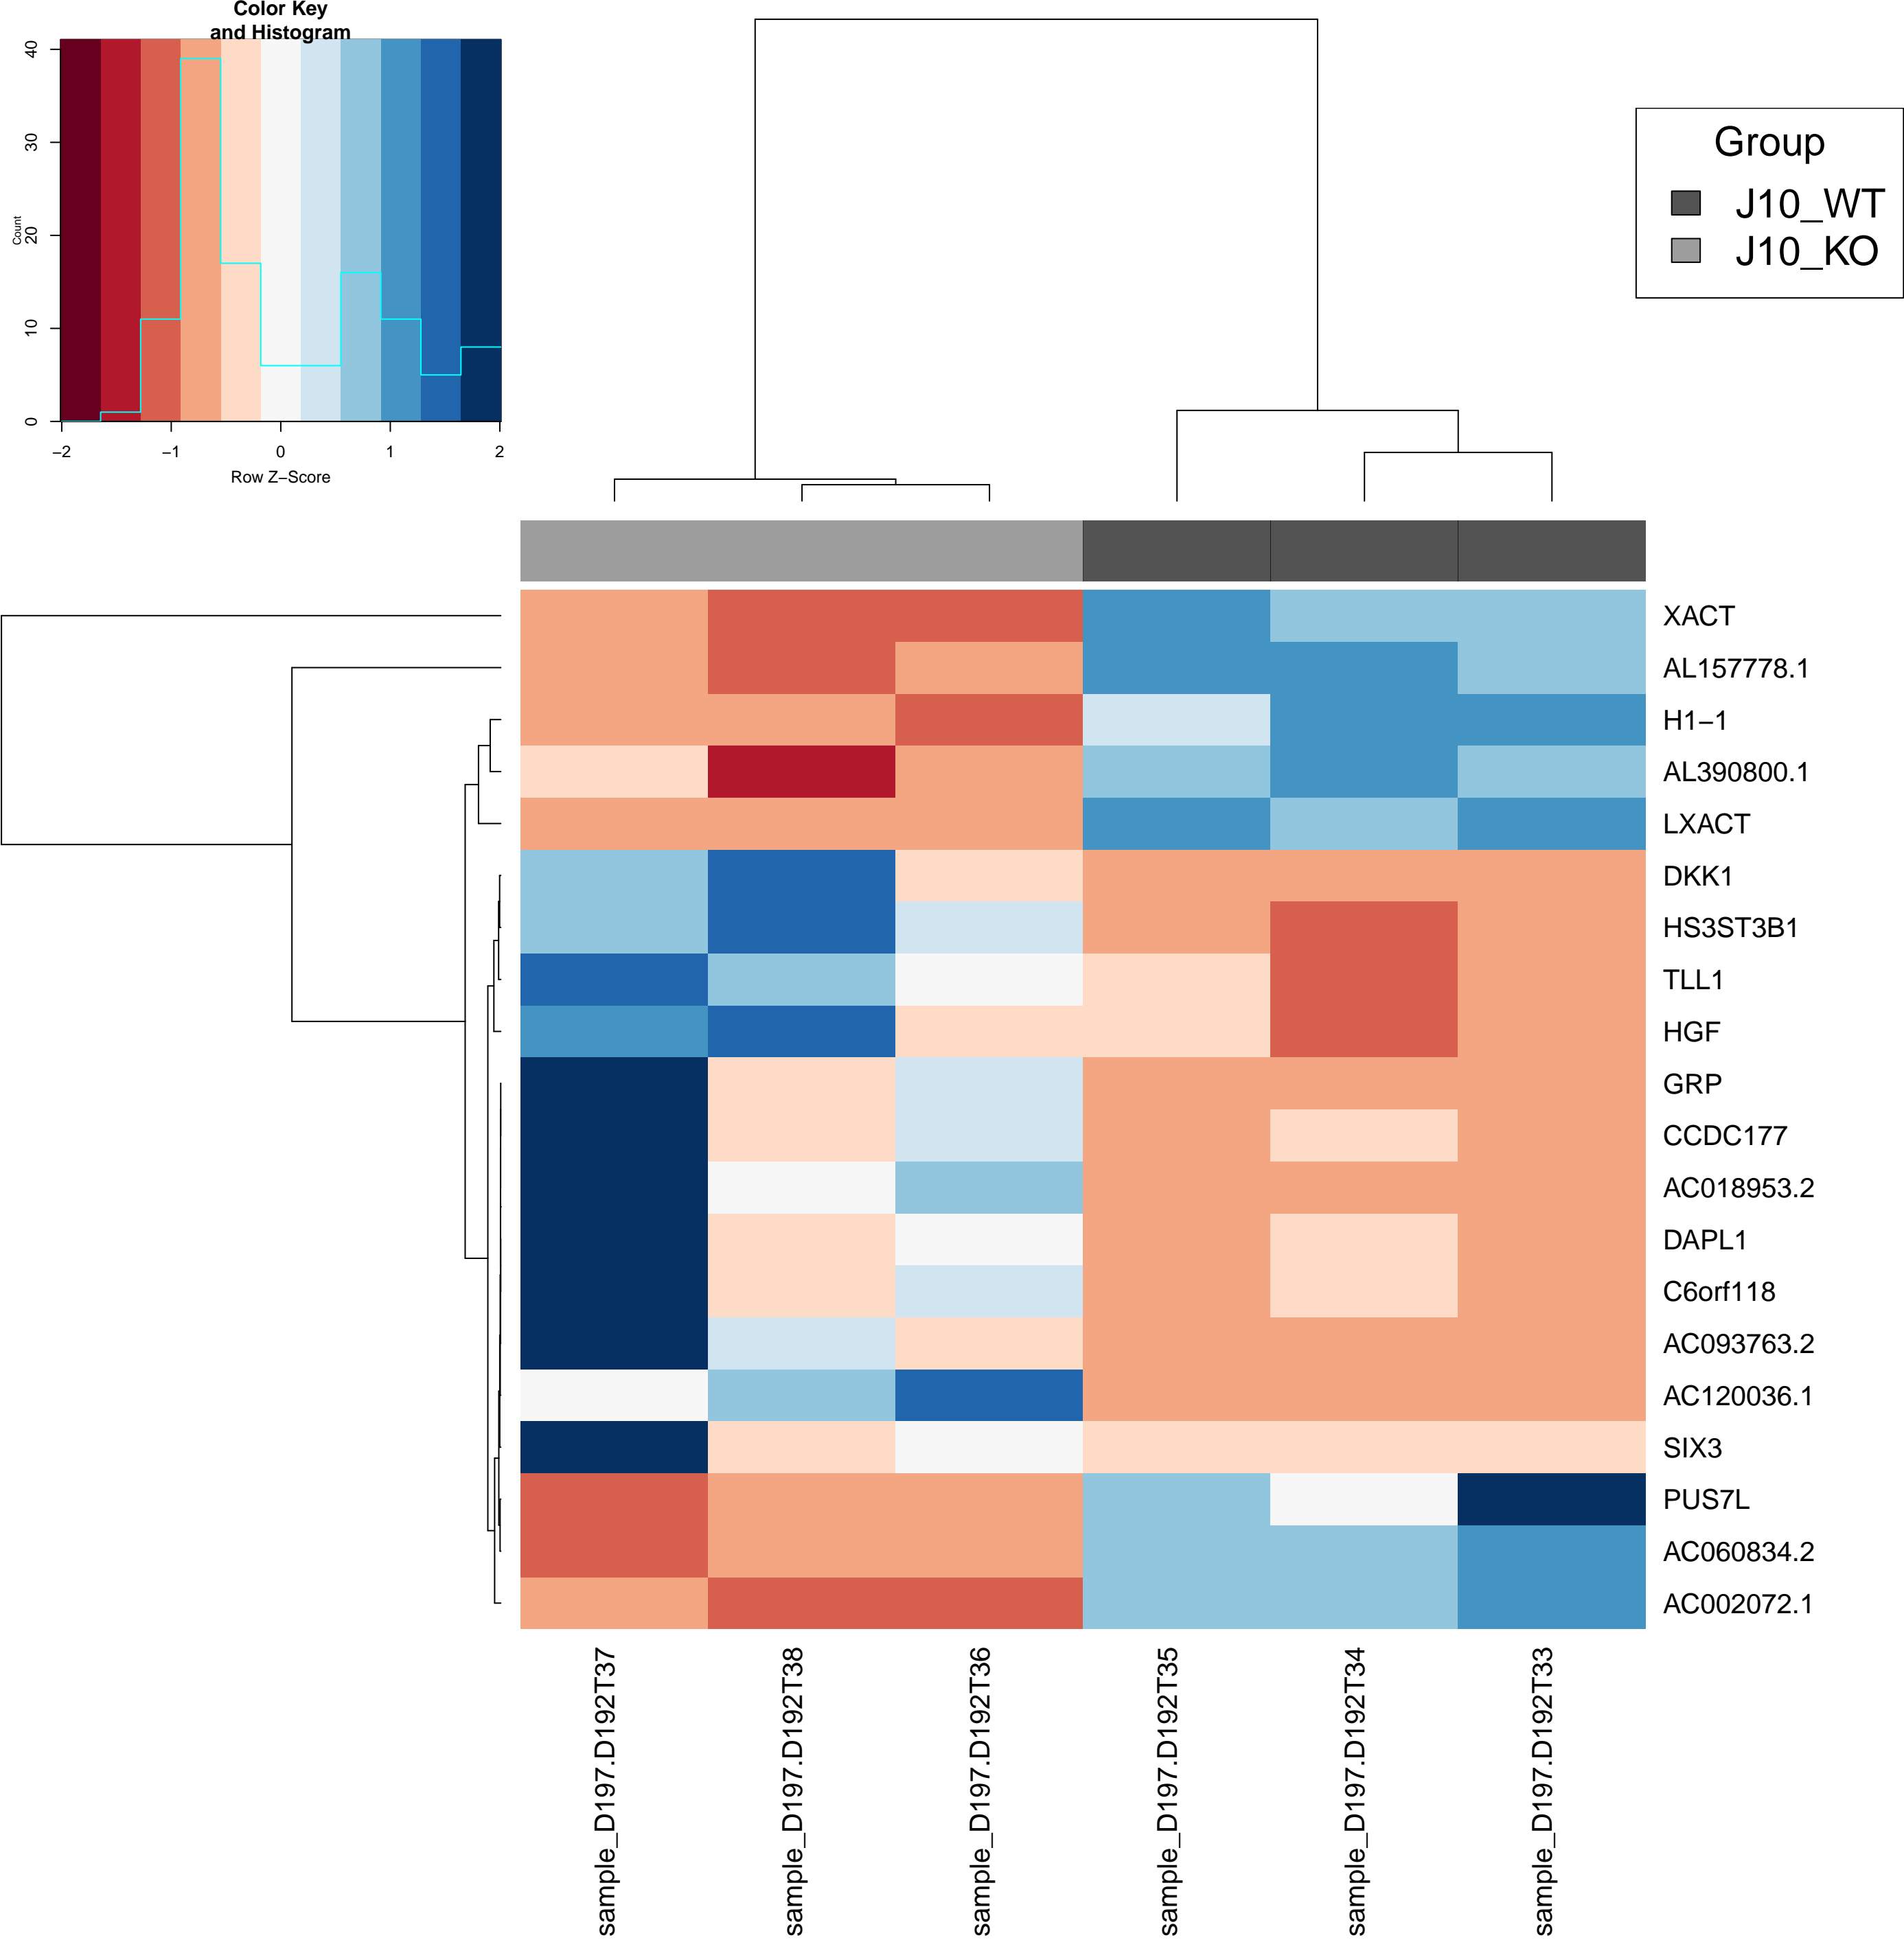 Color Key
and Histogram
Count
0
10
20
30
40
−2
−1
0
1
2
Row Z−Score
Group
J10_WT
J10_KO
XACT
AL157778.1
H1−1
AL390800.1
LXACT
DKK1
HS3ST3B1
TLL1
HGF
GRP
CCDC177
AC018953.2
DAPL1
C6orf118
AC093763.2
AC120036.1
SIX3
PUS7L
AC060834.2
AC002072.1
sample_D197.D192T37
sample_D197.D192T38
sample_D197.D192T36
sample_D197.D192T35
sample_D197.D192T34
sample_D197.D192T33